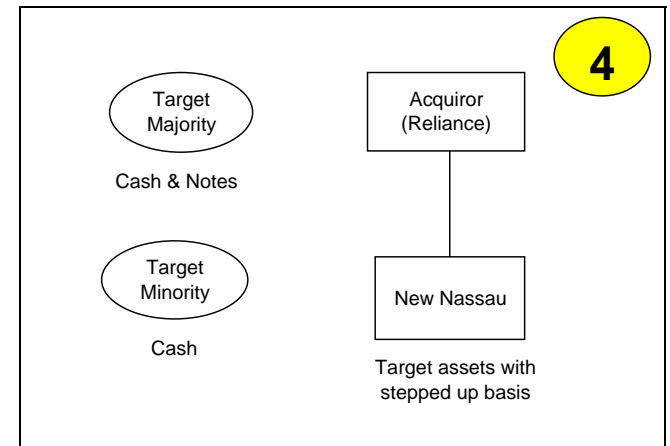 4
Target
Majority
Acquiror
(Reliance)
Cash & Notes
Target
Minority
New Nassau
Cash
Target assets with
stepped up basis